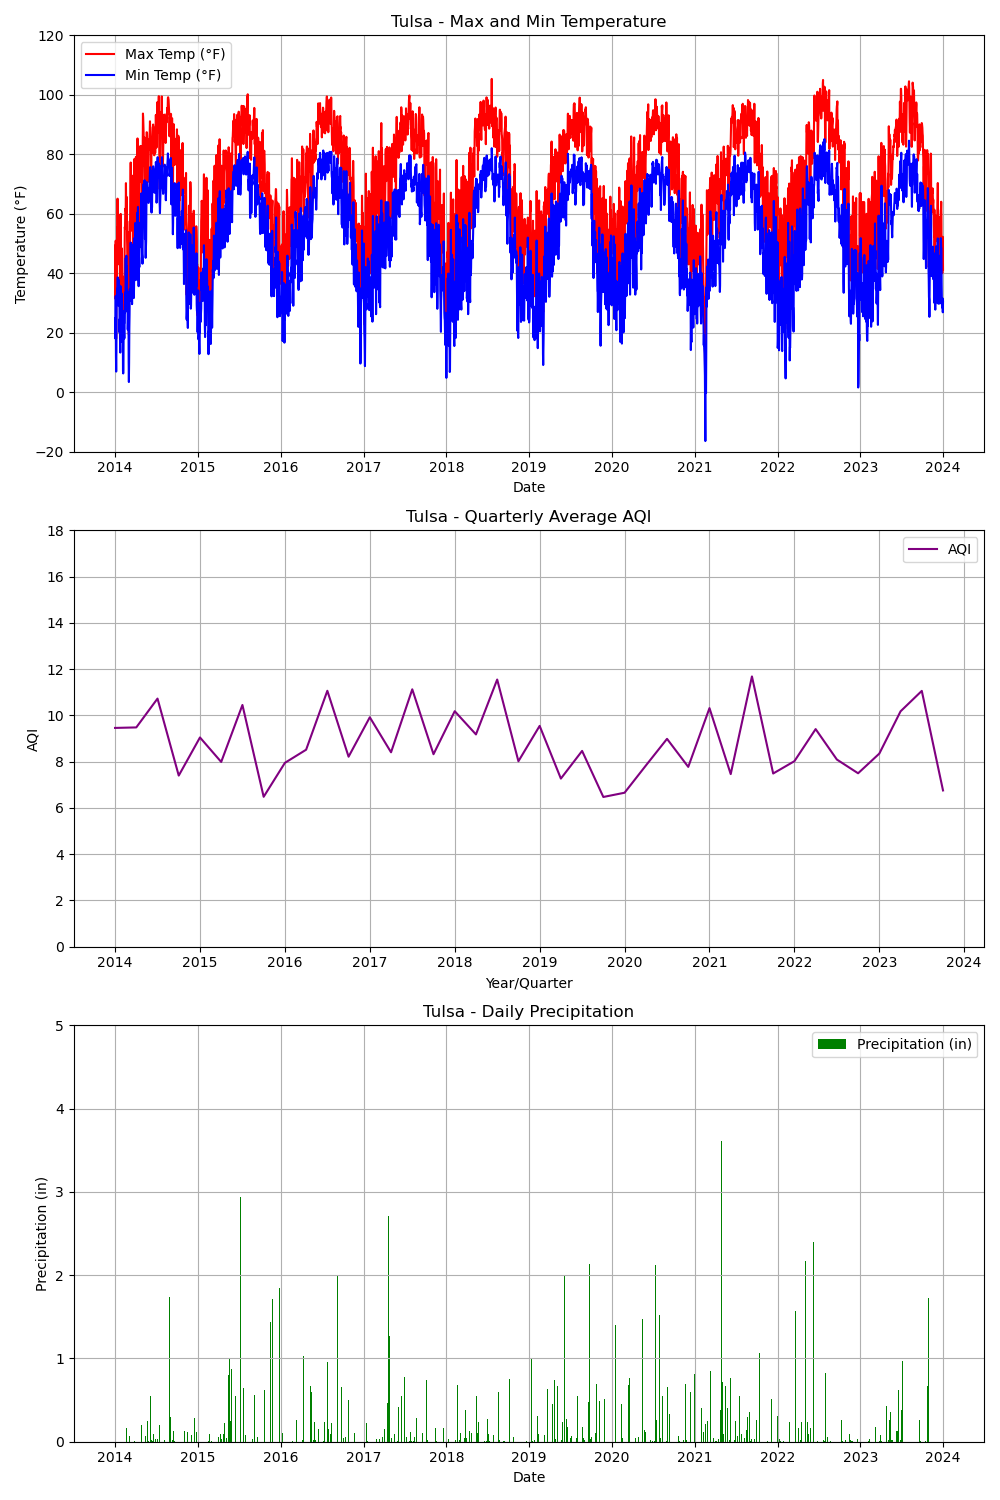 Tulsa - Max and Min Temperature
120
100
80
60
40
20
0
−20
Temperature (°F)
Max Temp (°F)
Min Temp (°F)
2014 2015 2016 2017 2018 2019 2020 2021 2022 2023 2024
Date
Tulsa - Quarterly Average AQI
18
16
14
12
10
8
6
4
2
0
AQI
AQI
2014 2015 2016 2017 2018 2019 2020 2021 2022 2023 2024
Year/Quarter
Tulsa - Daily Precipitation
5
4
3
2
1
0
Precipitation (in)
Precipitation (in)
2014 2015 2016 2017 2018 2019 2020 2021 2022 2023 2024
Date